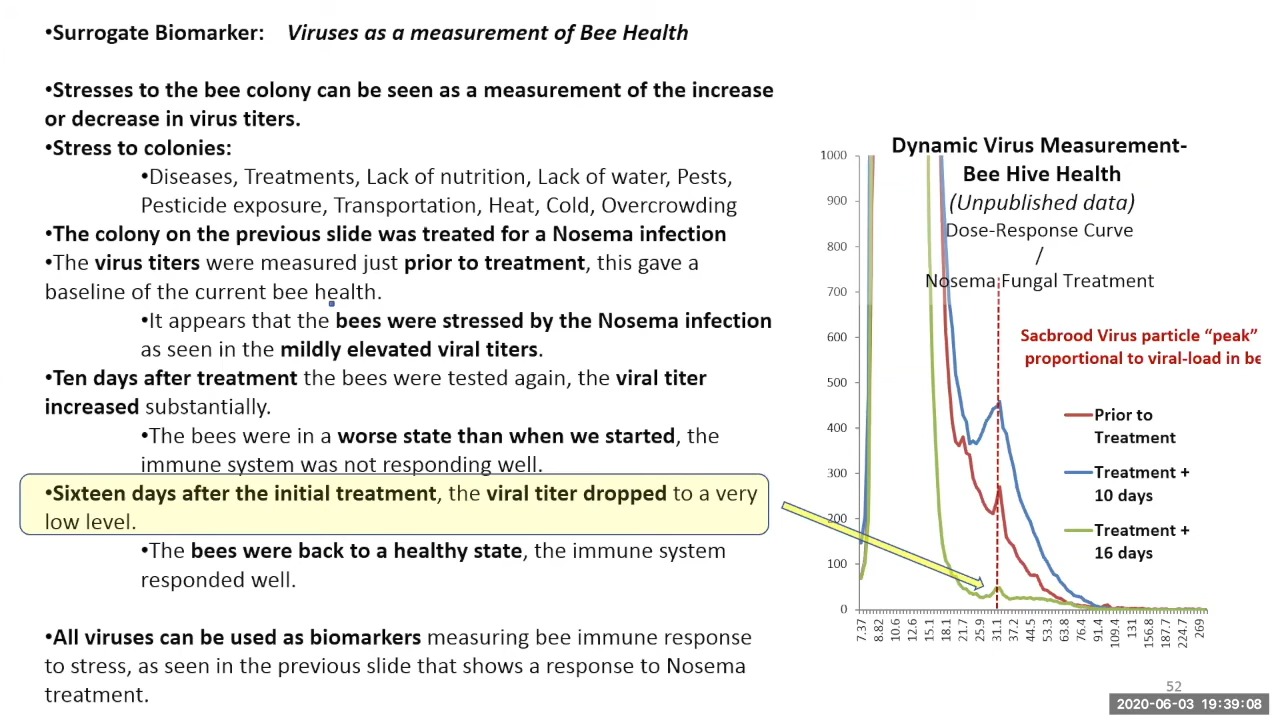 •Surrogate Biomarker: Viruses as a measurement of Bee Health
•Stresses to the bee colony can be seen as a measurement of the increase
or decrease in virus titers.
•Stress to colonies:
•Diseases, Treatments, Lack of nutrition, Lack of water, Pests,
Pesticide exposure, Transportation, Heat, Cold, Overcrowding
•The colony on the previous slide was treated for a Nosema infection
•The virus titers were measured just prior to treatment, this gave a
baseline of the current bee health.
•It appears that the bees were stressed by the Nosema infection
as seen in the mildly elevated viral titers.
•Ten days after treatment the bees were tested again, the viral titer
increased substantially.
•The bees were in a worse state than when we started, the
immune system was not responding well.
•Sixteen days after the initial treatment, the viral titer dropped to a very
low level.
•The bees were back to a healthy state, the immune system
responded well.
•All viruses can be used as biomarkers measuring bee immune response
to stress, as seen in the previous slide that shows a response to Nosema
treatment.
Dynamic Virus Measurement-
Bee Hive Health
(Unpublished data)
Dose-Response Curve
/
Nosema Fungal Treatment
Sacbrood Virus particle “peak”
proportional to viral-load in be
Prior to
Treatment
Treatment +
10 days
Treatment +
16 days
1000
900
800
700
600
500
400
300
200
100
0
7.37
8.82
10.6
12.6
15.1
18.1
21.7
25.9
31.1
37.2
44.5
53.3
63.8
76.4
91.4
109.4
131
156.8
187.7
224.7
269
52
2020-06-03 19:39:08